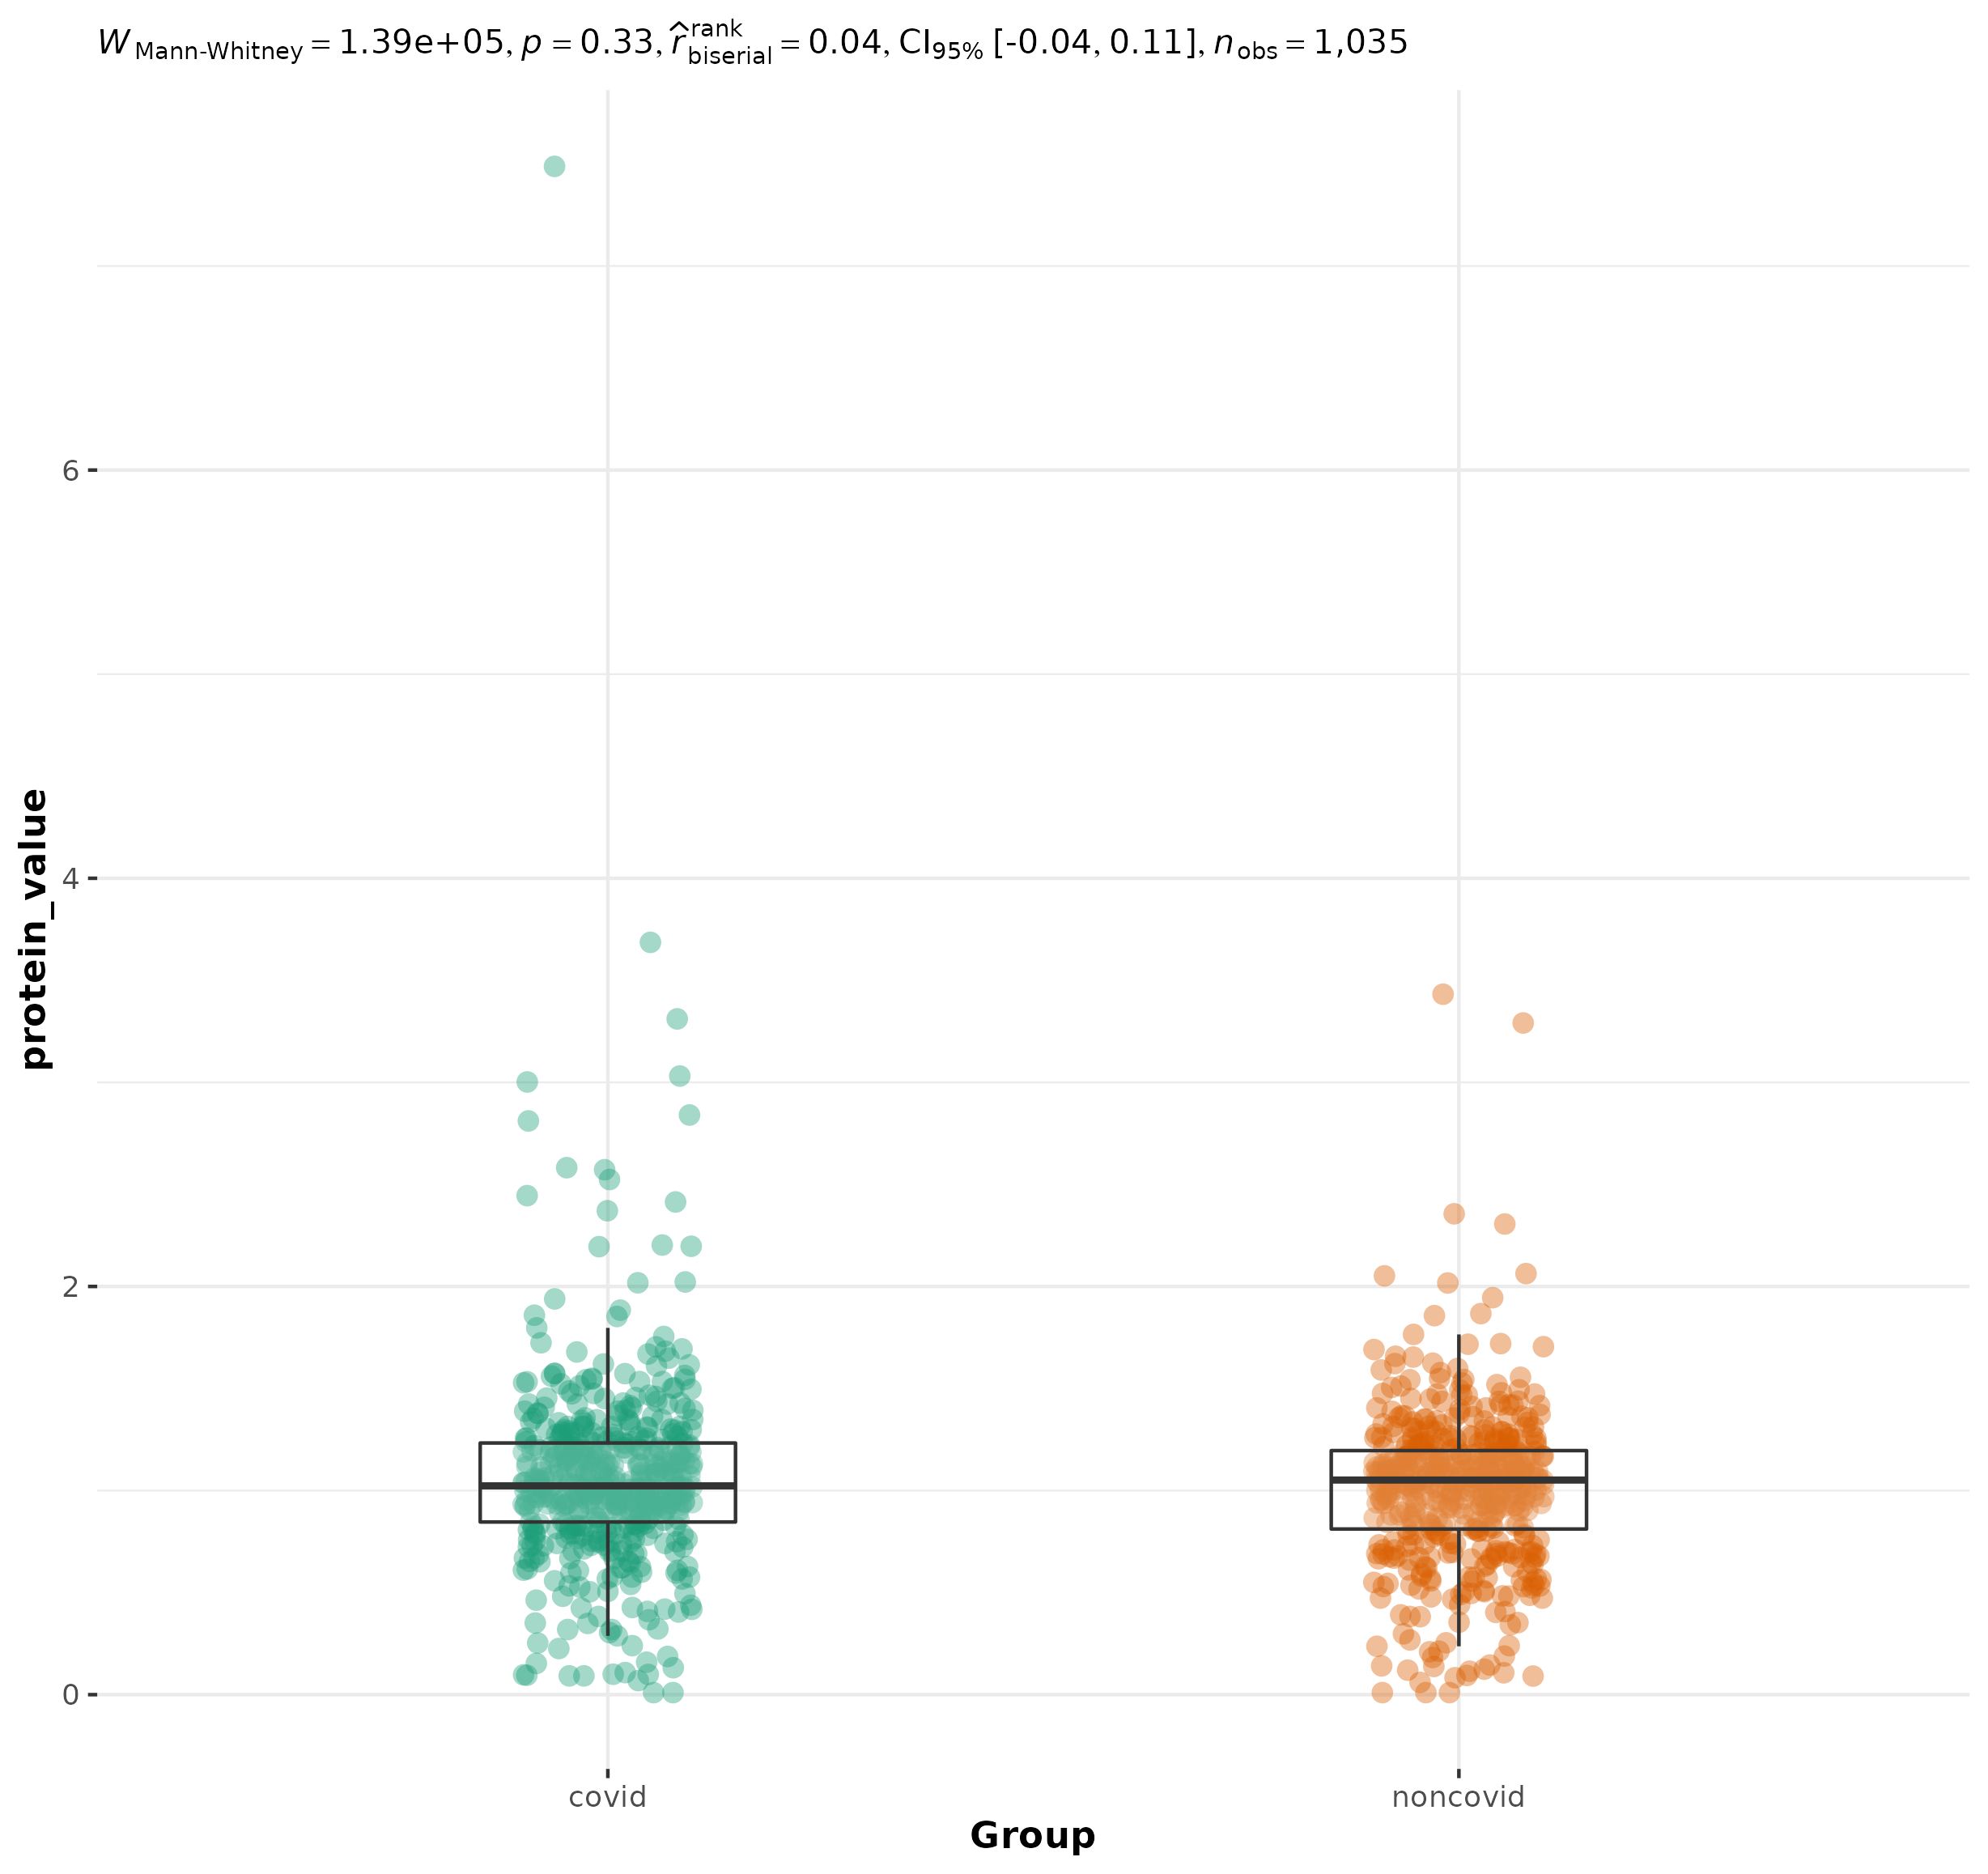 W Mann-Whitney = 1.39e+05, p = 0.33, r̂ rank biserial = 0.04, CI95% [-0.04, 0.11], nobs = 1,035
6
4
2
0
protein_value
covid noncovid
Group